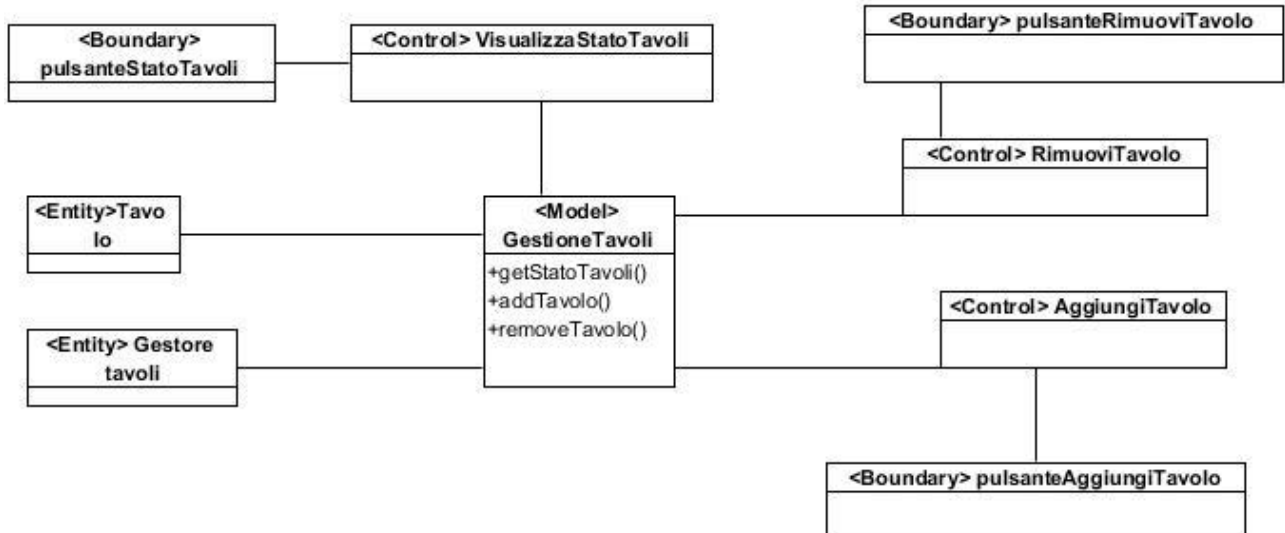 <Boundary>
pulsanteStatoTavoli
<Control> VisualizzaStatoTavoli
<Boundary> pulsanteRimuoviTavolo
<Control> RimuoviTavolo
<Entity>Tavo
lo
<Model>
GestioneTavoli
+getStatoTavoli()
+addTavolo()
+removeTavolo()
<Entity> Gestore
tavoli
<Control> AggiungiTavolo
<Boundary> pulsanteAggiungiTavolo